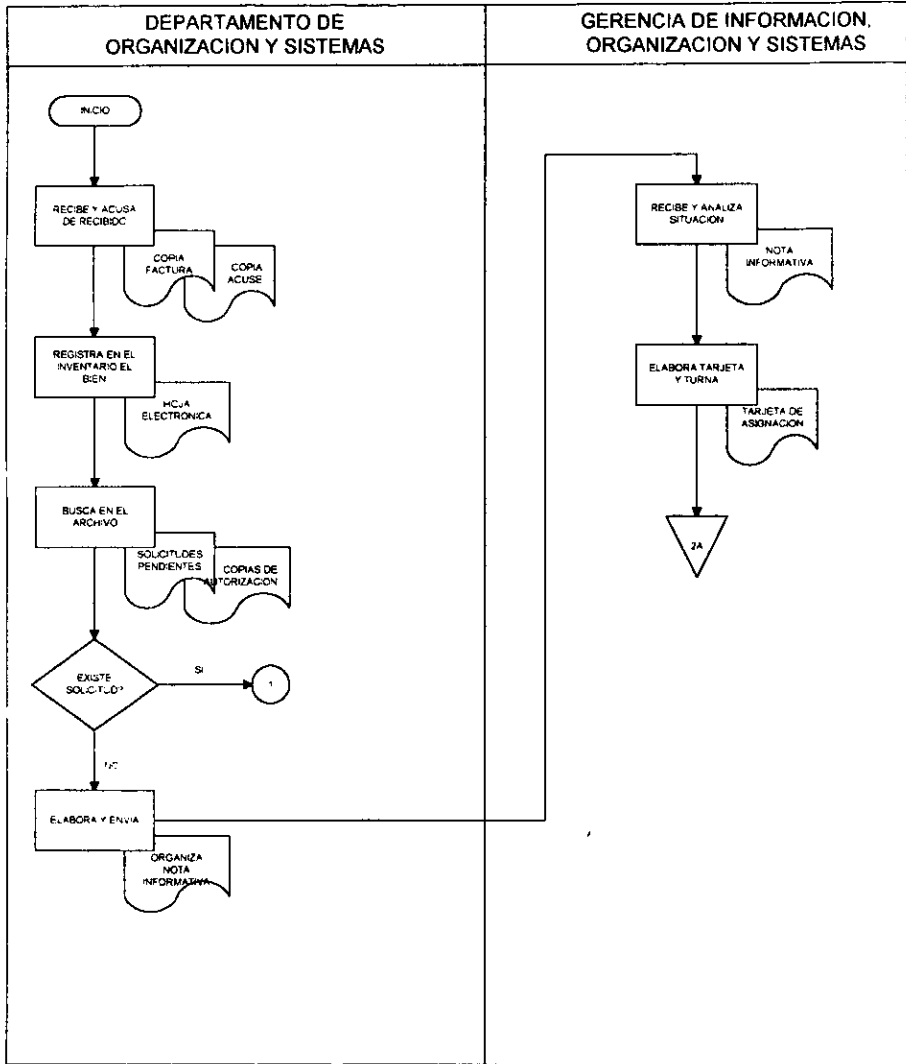 DEPARTAMENTO DE
ORGANIZACION Y SISTEMAS
GERENCIA DE INFORMACION,
ORGANIZACION Y SISTEMAS
INICIO
RECIBE Y ACUSA
DE RECIBIDO
COPIA
FACTURA
COPIA
ACUSE
REGISTRA EN EL
INVENTARIO EL
BIEN
HOJA
ELECTRONICA
BUSCA EN EL
ARCHIVO
SOLICITUDES
PENDIENTES
COPIAS DE
AUTORIZACION
EXISTE
SOLICITUD?
SI
1
NO
ELABORA Y ENVIA
ORGANIZA
NOTA
INFORMATIVA
RECIBE Y ANALIZA
SITUACION
NOTA
INFORMATIVA
ELABORA TARJETA
Y TURNA
TARJETA DE
ASIGNACION
2A